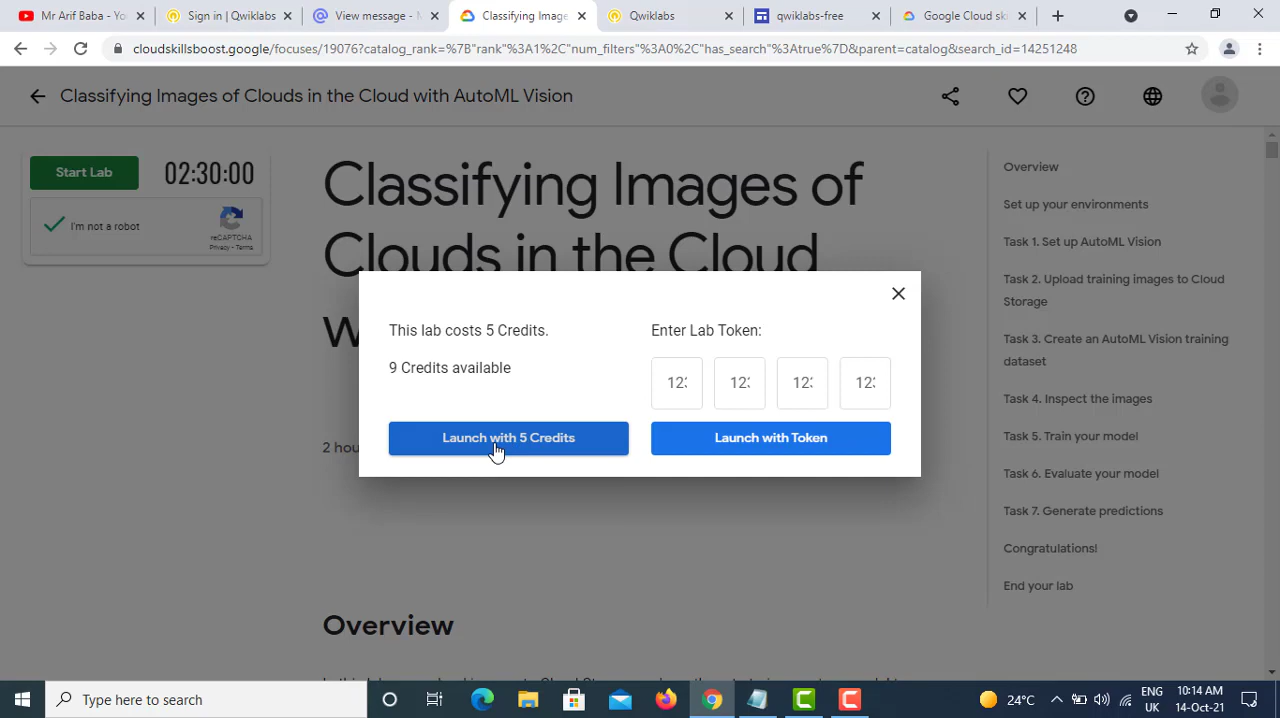 Mr Arif Baba - Yo
Sign in | Qwiklabs
View message -
Classifying Image
Qwiklabs
qwiklabs-free
Google Cloud sk
cloudskillsboost.google/focuses/19076?catalog_rank=%7B"rank"%3A1%2C"num_filters"%3A0%2C"has_search"%3Atrue%7D&parent=catalog&search_id=14251248
Classifying Images of Clouds in the Cloud with AutoML Vision
Start Lab
02:30:00
I'm not a robot
reCAPTCHA
Privacy - Terms
Classifying Images of
Clouds in the Cloud
W
2 hou
Overview
This lab costs 5 Credits.
9 Credits available
Launch with 5 Credits
Enter Lab Token:
123
123
123
123
Launch with Token
Overview
Set up your environments
Task 1. Set up AutoML Vision
Task 2. Upload training images to Cloud
Storage
Task 3. Create an AutoML Vision training
dataset
Task 4. Inspect the images
Task 5. Train your model
Task 6. Evaluate your model
Task 7. Generate predictions
Congratulations!
End your lab
Type here to search
24°C
ENG
UK
10:14 AM
14-Oct-21